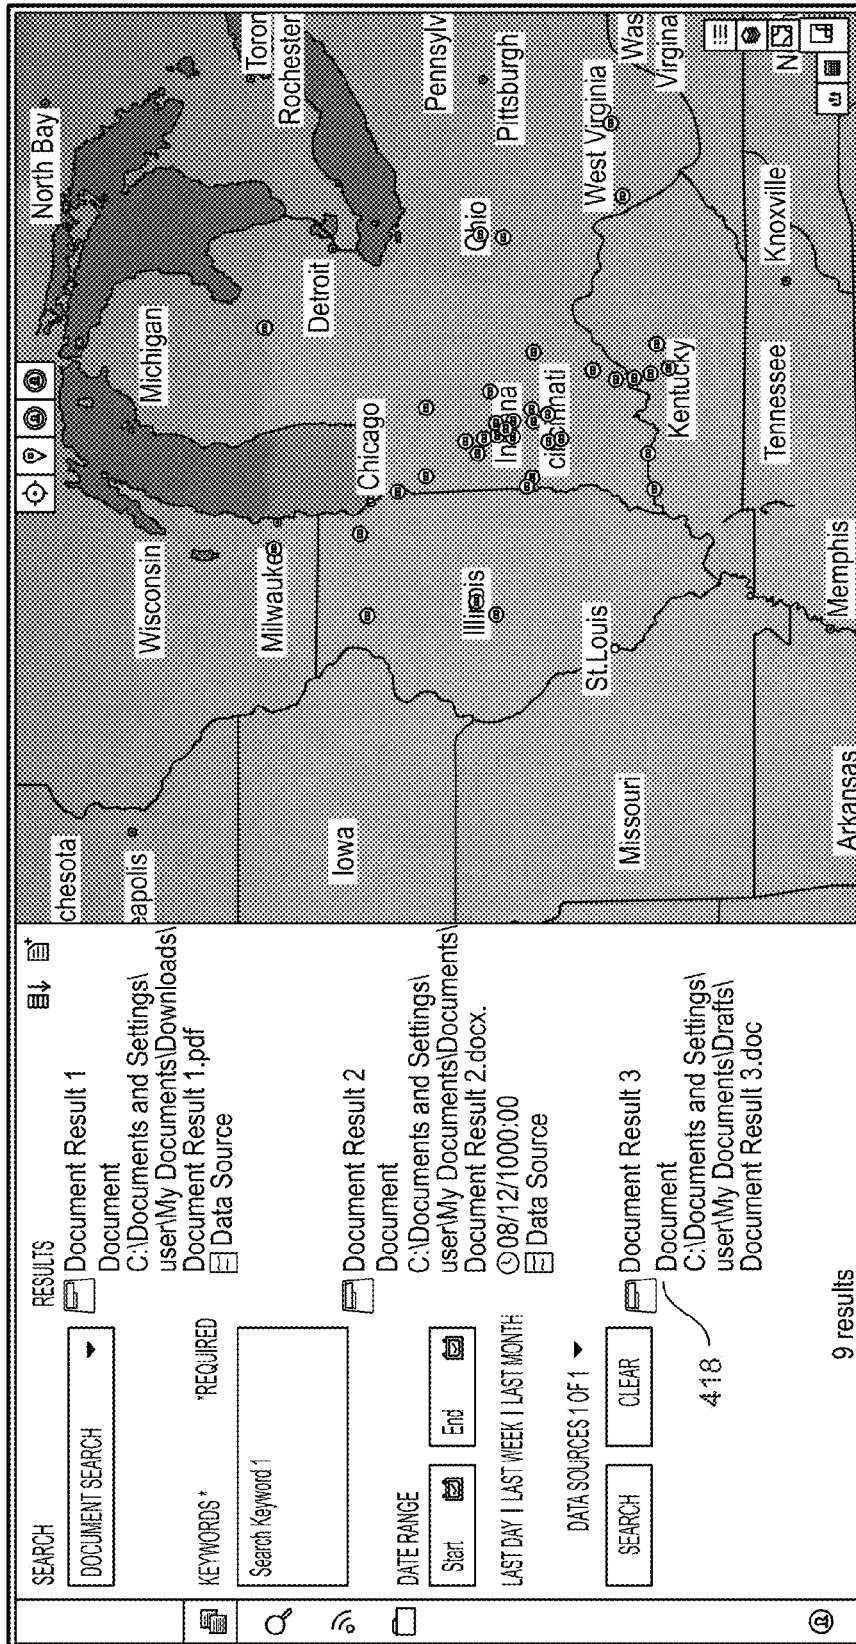 SEARCH
DOCUMENT SEARCH
KEYWORDS *
*REQUIRED
Search Keyword 1
DATE RANGE
Start
End
LAST DAY | LAST WEEK | LAST MONTH
DATA SOURCES 1 OF 1
SEARCH
CLEAR
418
RESULTS
Document Result 1
Document
C:\Documents and Settings\
user\My Documents\Downloads\
Document Result 1.pdf
Data Source
Document Result 2
Document
C:\Documents and Settings\
user\My Documents\Documents\
Document Result 2.docx.
08/12/1000:00
Data Source
Document Result 3
Document
C:\Documents and Settings\
user\My Documents\Drafts\
Document Result 3.doc
9 results
chesota
eapolis
Wisconsin
Michigan
North Bay
Toron
Rochester
Milwaukee
Detroit
Iowa
Chicago
Pennsylv
Illinois
Indiana
Ohio
Pittsburgh
cincinnati
St.Louis
West Virginia
Was
Virgina
Missouri
Kentucky
Tennessee
Knoxville
N
Arkansas
Memphis